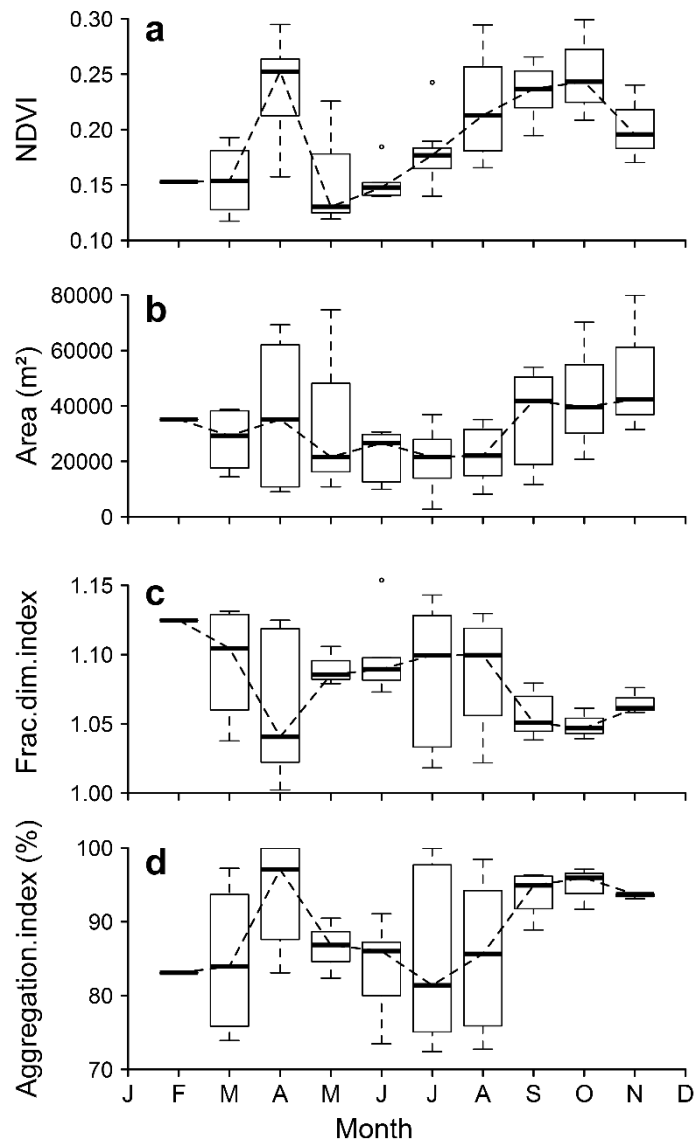 a
NDVI
0.30
0.25
0.20
0.15
0.10
b
Area (m²)
80000
60000
40000
20000
0
c
Frac.dim.index
1.15
1.10
1.05
1.00
d
Aggregation.index (%)
100
90
80
70
J F M A M J J A S O N D
Month